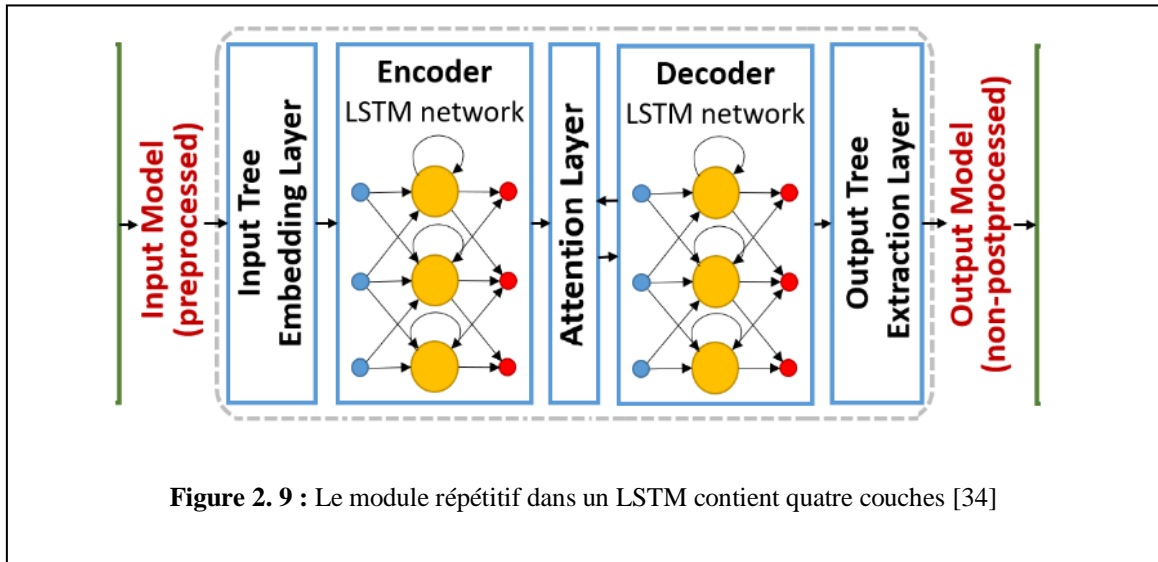 Input Model
(preprocessed)
Input Tree
Embedding Layer
Encoder
LSTM network
Attention Layer
Decoder
LSTM network
Output Tree
Extraction Layer
Output Model
(non-postprocessed)
Figure 2. 9 : Le module répétitif dans un LSTM contient quatre couches [34]